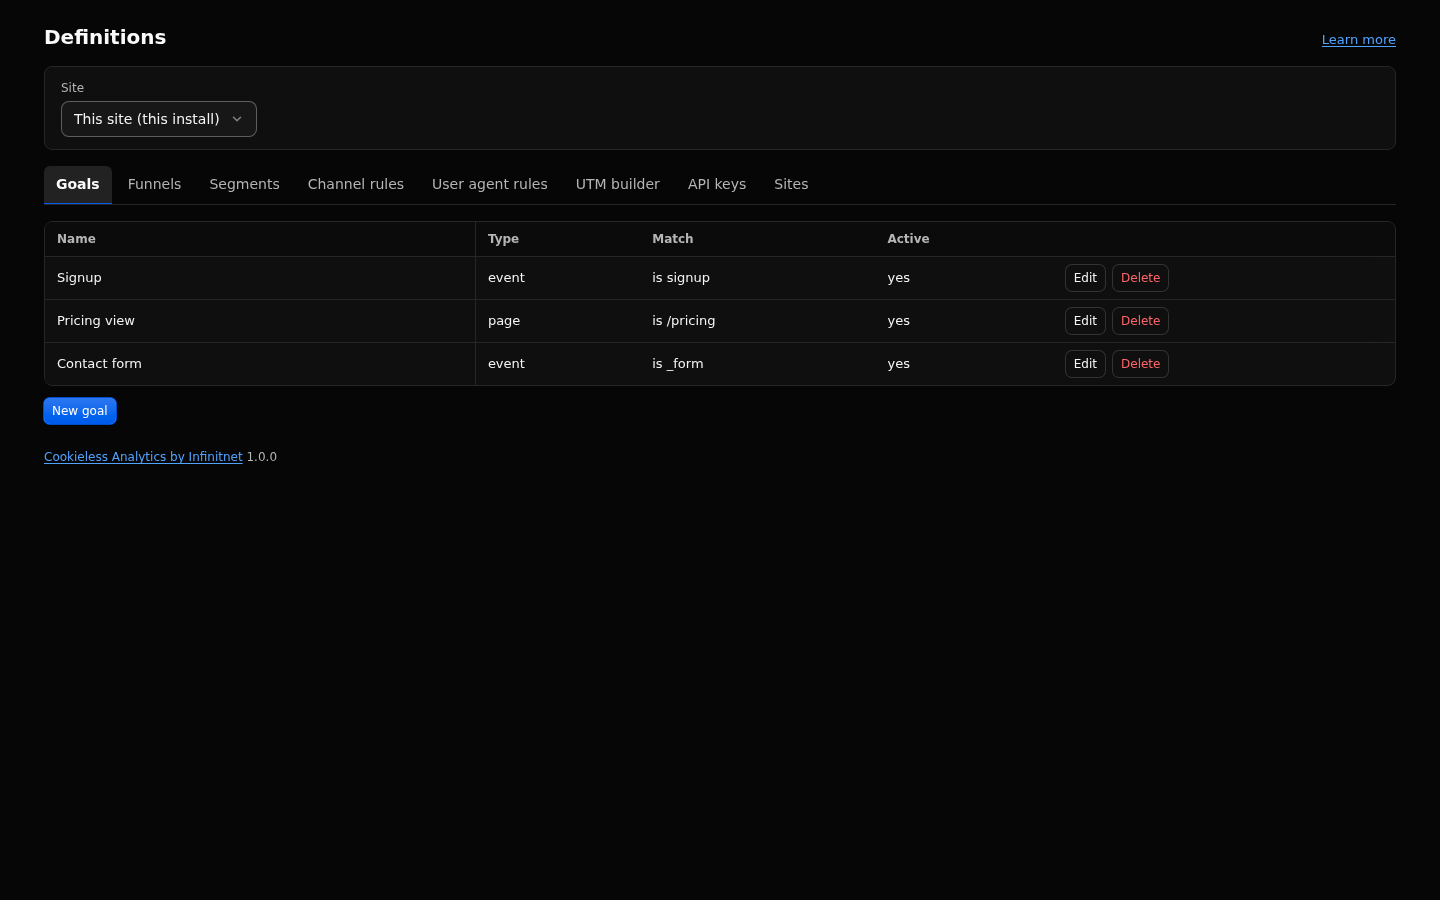 Definitions
Learn more
Site
This site (this install)
Goals Funnels Segments Channel rules User agent rules UTM builder API keys Sites
Name Type Match Active
Signup event is signup yes Edit Delete
Pricing view page is /pricing yes Edit Delete
Contact form event is _form yes Edit Delete
New goal
Cookieless Analytics by Infinitnet 1.0.0